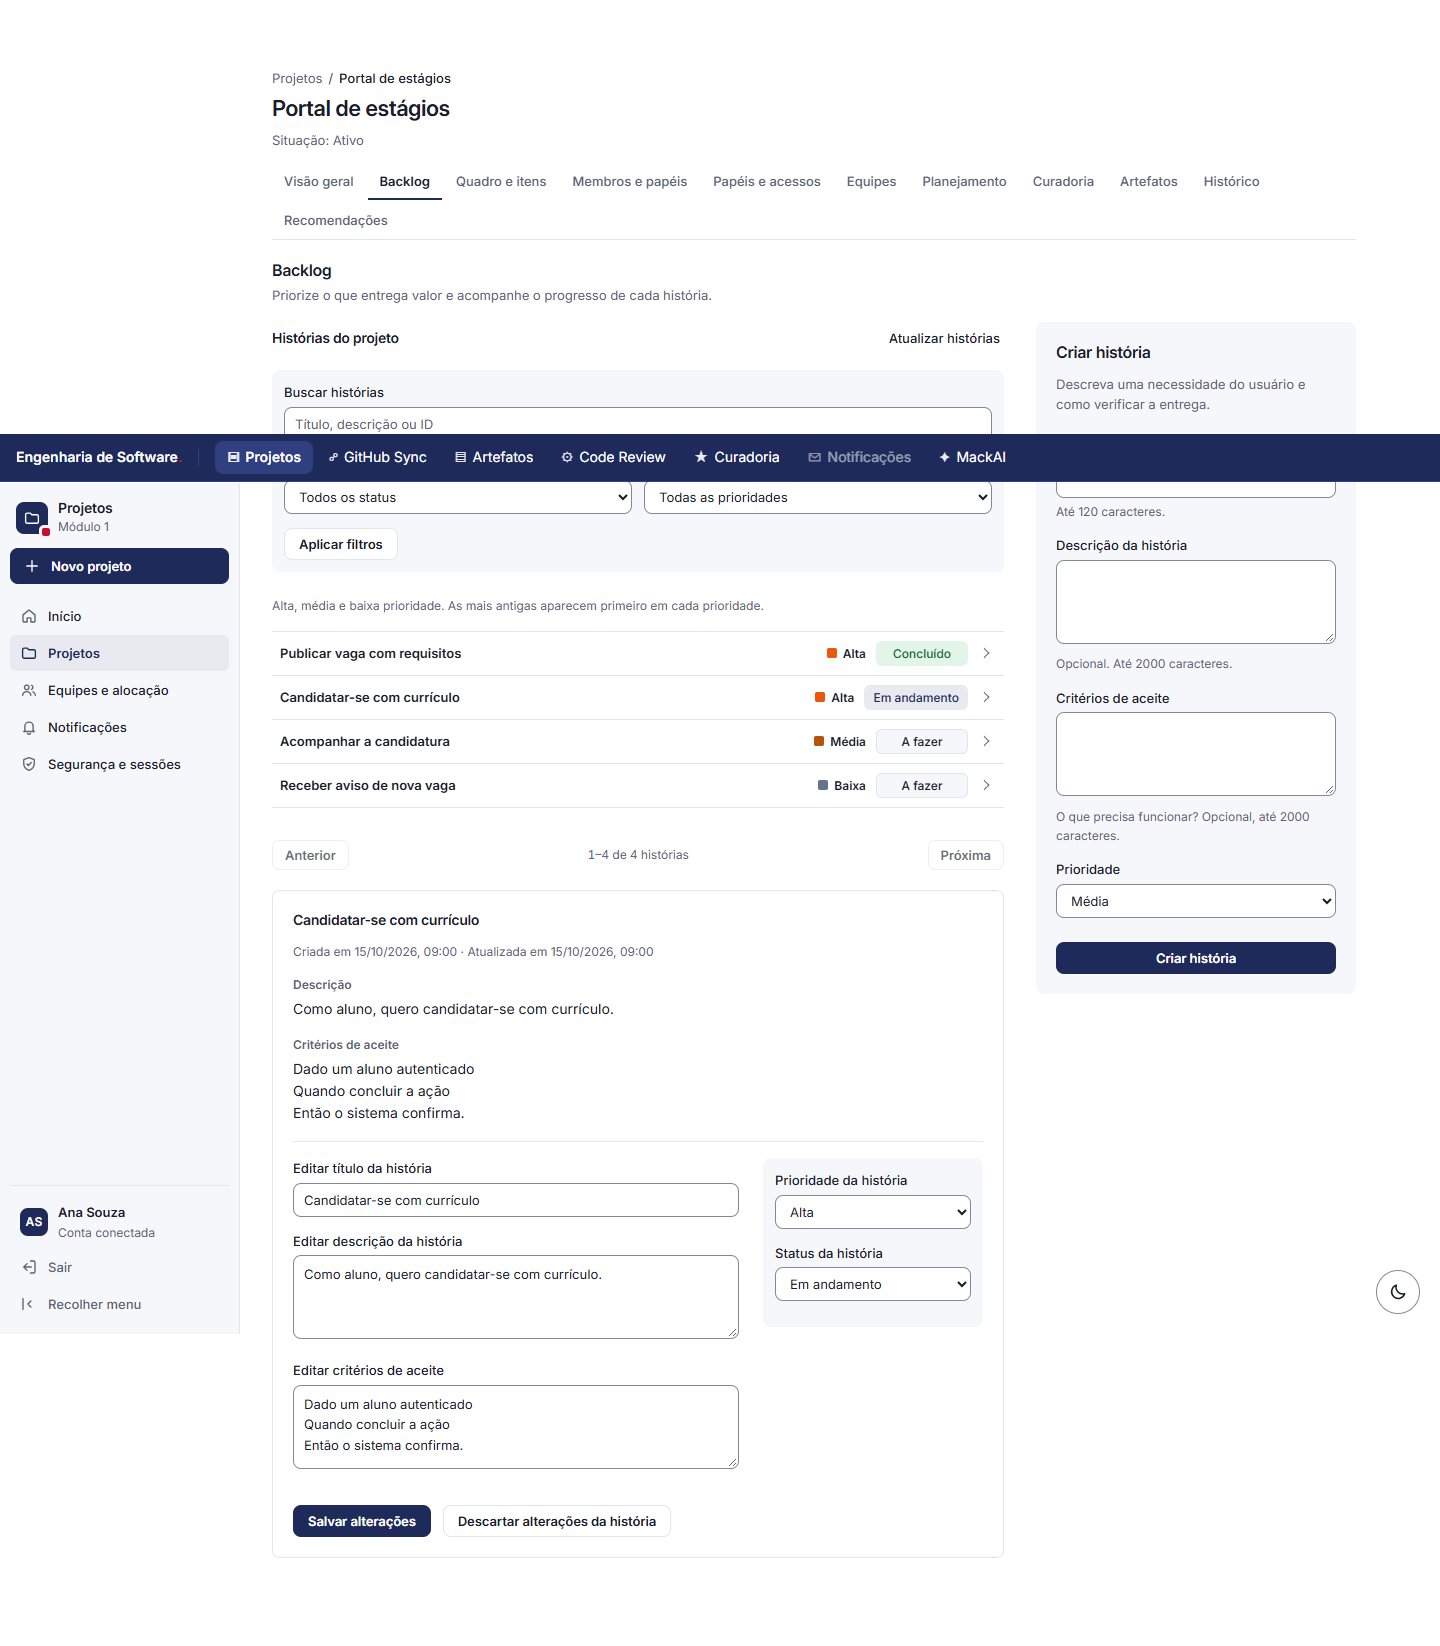 Projetos / Portal de estágios
Portal de estágios
Situação: Ativo
Visão geral
Backlog
Quadro e itens
Membros e papéis
Papéis e acessos
Equipes
Planejamento
Curadoria
Artefatos
Histórico
Recomendações
Backlog
Priorize o que entrega valor e acompanhe o progresso de cada história.
Histórias do projeto
Atualizar histórias
Buscar histórias
Título, descrição ou ID
Criar história
Descreva uma necessidade do usuário e
como verificar a entrega.
Engenharia de Software
Projetos
GitHub Sync
Artefatos
Code Review
Curadoria
Notificações
MackAI
Projetos
Módulo 1
Novo projeto
Início
Projetos
Equipes e alocação
Notificações
Segurança e sessões
Ana Souza
AS
Conta conectada
Sair
Recolher menu
Todos os status
Todas as prioridades
Aplicar filtros
Alta, média e baixa prioridade. As mais antigas aparecem primeiro em cada prioridade.
Publicar vaga com requisitos
Alta
Concluído
Candidatar-se com currículo
Alta
Em andamento
Acompanhar a candidatura
Média
A fazer
Receber aviso de nova vaga
Baixa
A fazer
Anterior
1–4 de 4 histórias
Próxima
Candidatar-se com currículo
Criada em 15/10/2026, 09:00 · Atualizada em 15/10/2026, 09:00
Descrição
Como aluno, quero candidatar-se com currículo.
Critérios de aceite
Dado um aluno autenticado
Quando concluir a ação
Então o sistema confirma.
Editar título da história
Candidatar-se com currículo
Editar descrição da história
Como aluno, quero candidatar-se com currículo.
Editar critérios de aceite
Dado um aluno autenticado
Quando concluir a ação
Então o sistema confirma.
Prioridade da história
Alta
Status da história
Em andamento
Salvar alterações
Descartar alterações da história
Até 120 caracteres.
Descrição da história
Opcional. Até 2000 caracteres.
Critérios de aceite
O que precisa funcionar? Opcional, até 2000
caracteres.
Prioridade
Média
Criar história